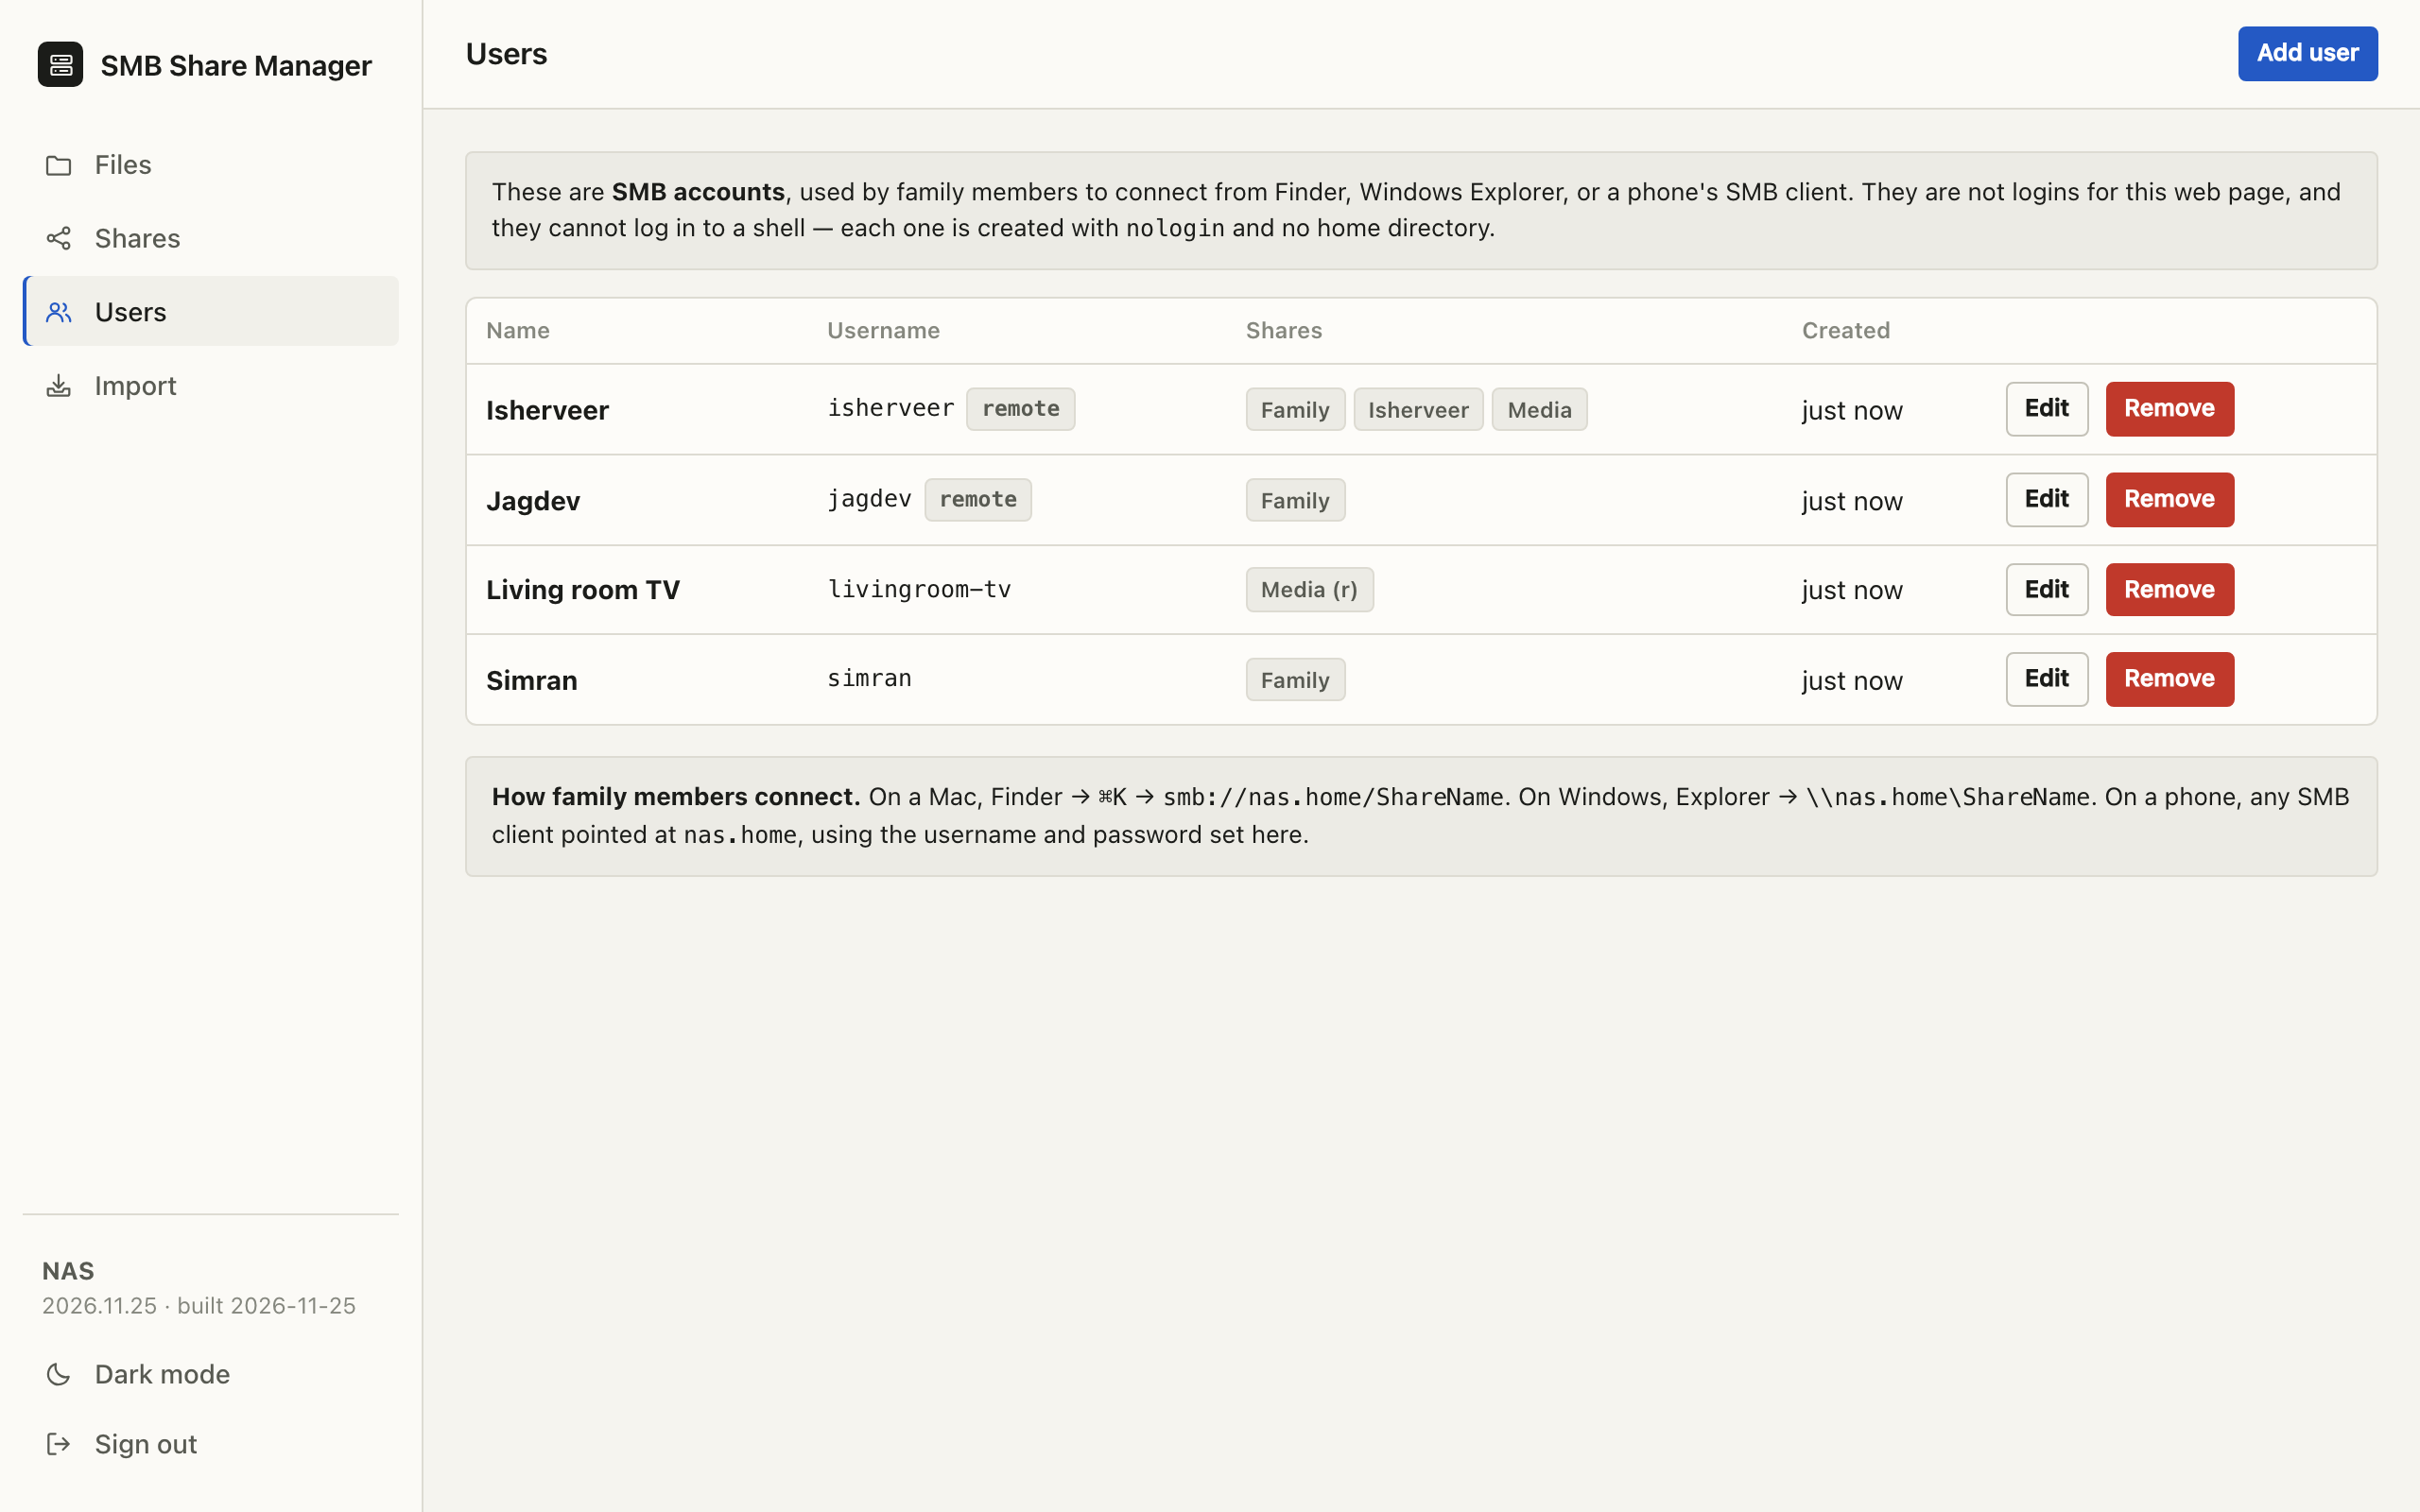 SMB Share Manager
Files
Shares
Users
Import
NAS
2026.11.25 · built 2026-11-25
Dark mode
Sign out
Users
Add user
These are SMB accounts, used by family members to connect from Finder, Windows Explorer, or a phone's SMB client. They are not logins for this web page, and
they cannot log in to a shell — each one is created with nologin and no home directory.
Name Username Shares Created
Isherveer isherveer remote Family Isherveer Media just now Edit Remove
Jagdev jagdev remote Family just now Edit Remove
Living room TV livingroom-tv Media (r) just now Edit Remove
Simran simran Family just now Edit Remove
How family members connect. On a Mac, Finder → ⌘K → smb://nas.home/ShareName. On Windows, Explorer → \\nas.home\ShareName. On a phone, any SMB
client pointed at nas.home, using the username and password set here.